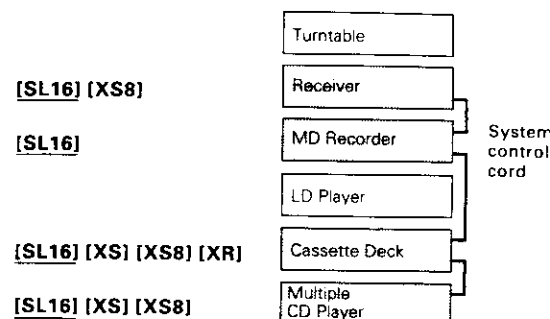 Turntable
[SL16] [XS8]
Receiver
[SL16]
MD Recorder
System
control
cord
LD Player
[SL16] [XS] [XS8] [XR]
Cassette Deck
[SL16] [XS] [XS8]
Multiple
CD Player